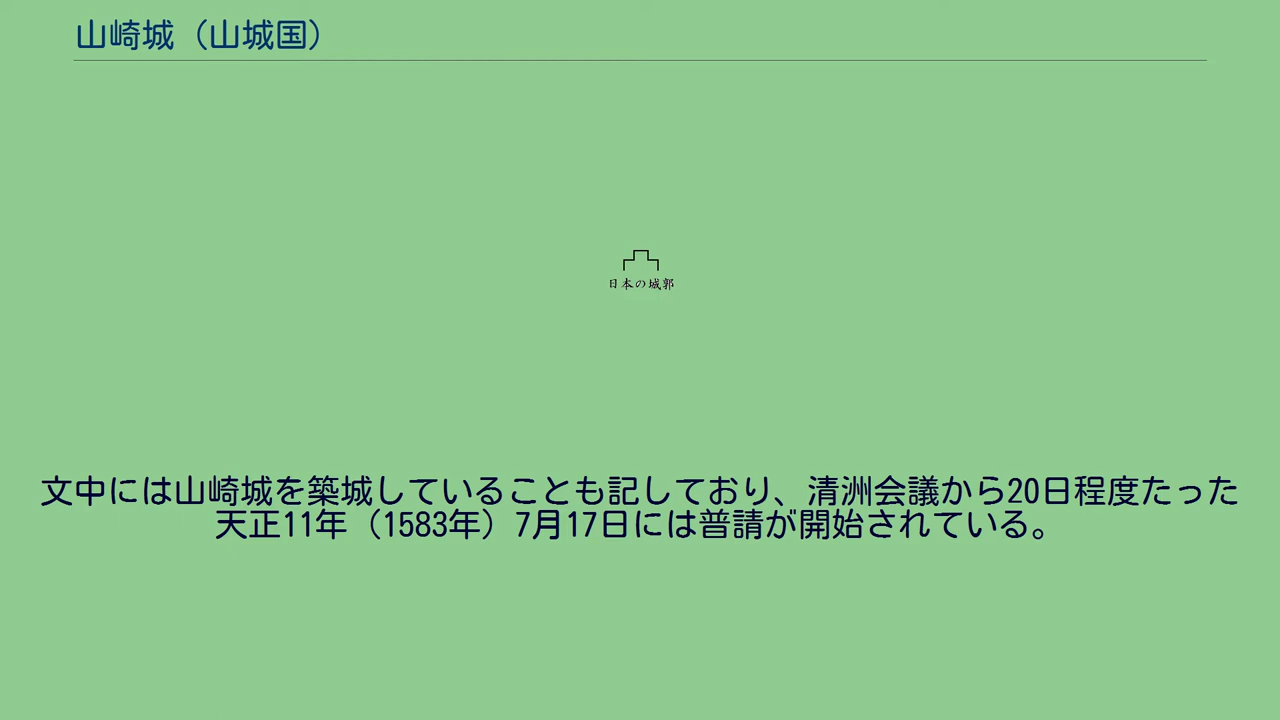 山崎城（山城国）
日本の城郭
文中には山崎城を築城していることも記しており、清洲会議から20日程度たった
天正11年（1583年）7月17日には普請が開始されている。